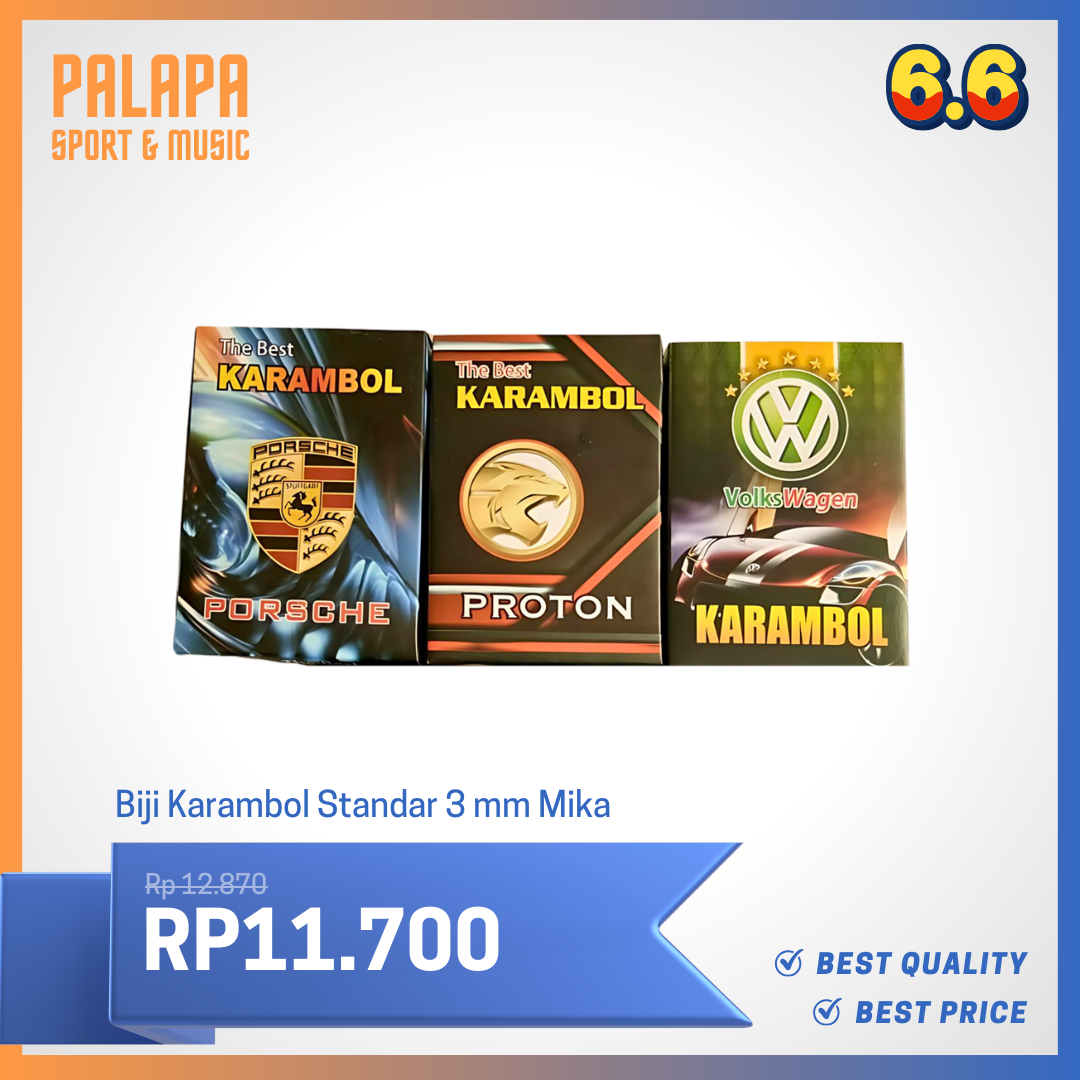 PALAPA
SPORT & MUSIC
6.6
The Best
KARAMBOL
PORSCHE
STUTTGART
PORSCHE
The Best
KARAMBOL
PROTON
VolksWagen
KARAMBOL
Biji Karambol Standar 3 mm Mika
Rp 12.870
RP11.700
BEST QUALITY
BEST PRICE